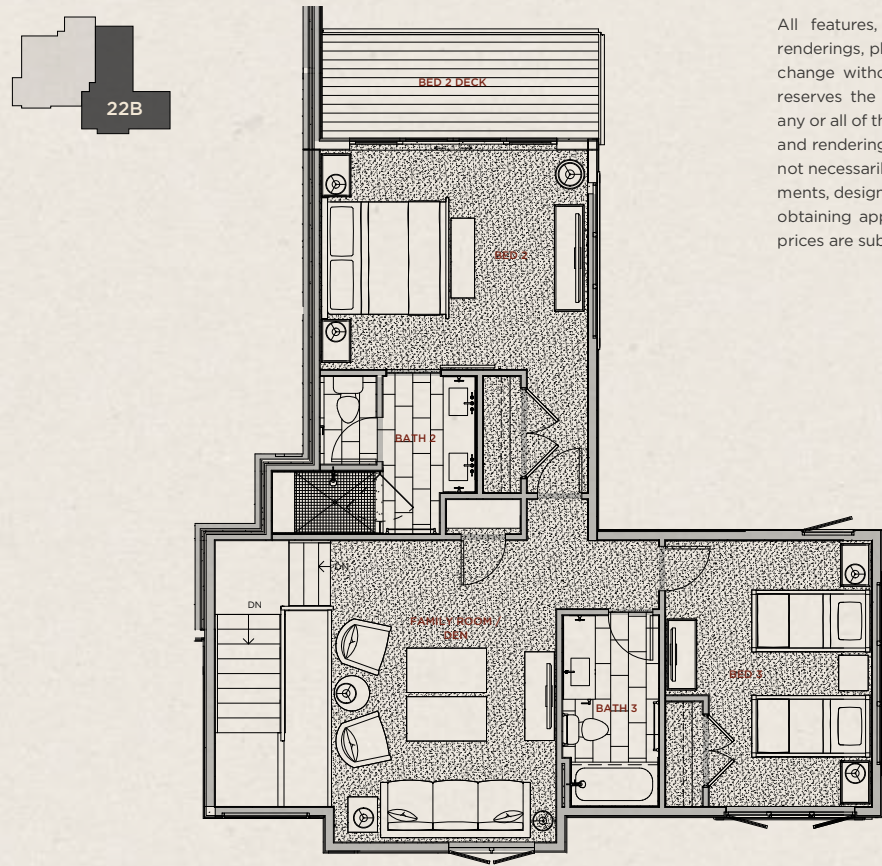 22B
All features,
renderings, pl
change witho
reserves the
any or all of th
and rendering
not necessaril
ments, design
obtaining app
prices are sub
BED 2 DECK
BED 2
BATH 2
DN
DN
FAMILY ROOM /
DEN
BED 3
BATH 3